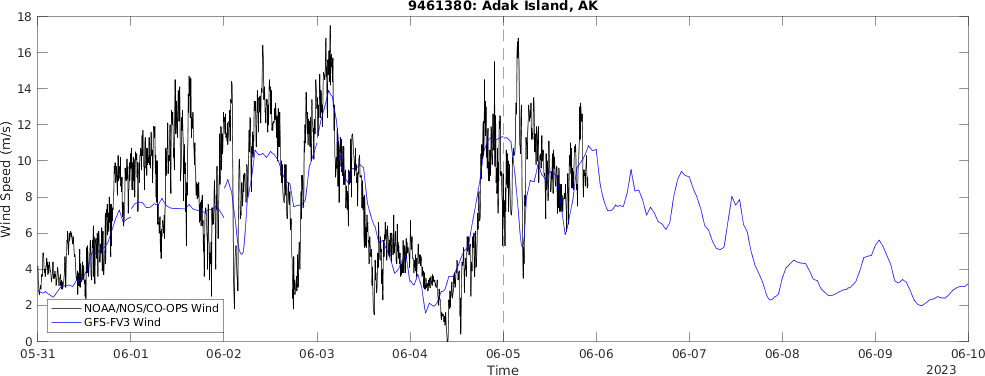 9461380: Adak Island, AK
Wind Speed (m/s)
18
16
14
12
10
8
6
4
2
0
NOAA/NOS/CO-OPS Wind
GFS-FV3 Wind
05-31 06-01 06-02 06-03 06-04 06-05 06-06 06-07 06-08 06-09 06-10
Time
2023